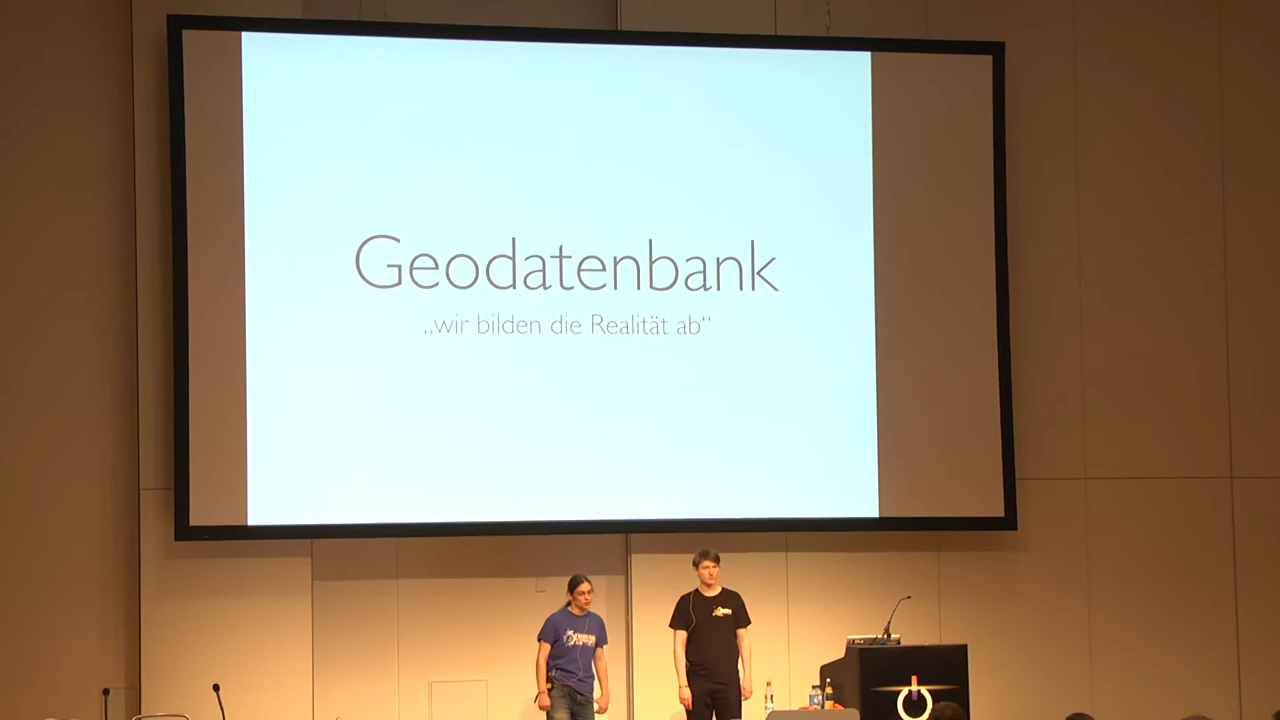 Geodatenbank
„wir bilden die Realität ab“